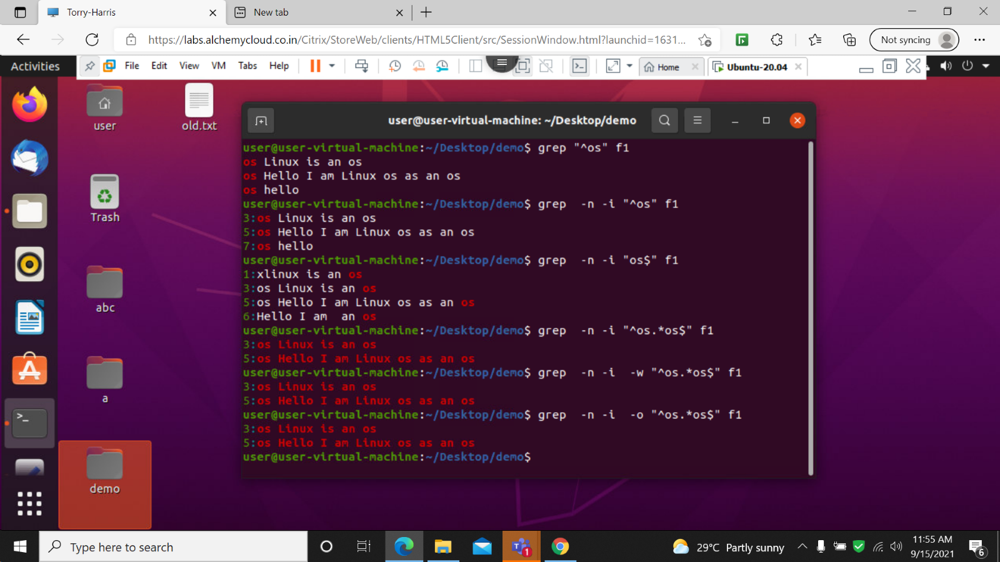 Torry-Harris
New tab
https://labs.alchemycloud.co.in/Citrix/StoreWeb/clients/HTML5Client/src/SessionWindow.html?launchid=1631...
Not syncing
Activities
File Edit View VM Tabs Help
Home
Ubuntu-20.04
user
old.txt
Trash
abc
a
demo
user@user-virtual-machine: ~/Desktop/demo
user@user-virtual-machine:~/Desktop/demo$ grep "^os" f1
os Linux is an os
os Hello I am Linux os as an os
os hello
user@user-virtual-machine:~/Desktop/demo$ grep  -n -i "^os" f1
3:os Linux is an os
5:os Hello I am Linux os as an os
7:os hello
user@user-virtual-machine:~/Desktop/demo$ grep  -n -i "os$" f1
1:xlinux is an os
3:os Linux is an os
5:os Hello I am Linux os as an os
6:Hello I am  an os
user@user-virtual-machine:~/Desktop/demo$ grep  -n -i "^os.*os$" f1
3:os Linux is an os
5:os Hello I am Linux os as an os
user@user-virtual-machine:~/Desktop/demo$ grep  -n -i  -w "^os.*os$" f1
3:os Linux is an os
5:os Hello I am Linux os as an os
user@user-virtual-machine:~/Desktop/demo$ grep  -n -i  -o "^os.*os$" f1
3:os Linux is an os
5:os Hello I am Linux os as an os
user@user-virtual-machine:~/Desktop/demo$
Type here to search
1
29°C Partly sunny
11:55 AM
9/15/2021
6